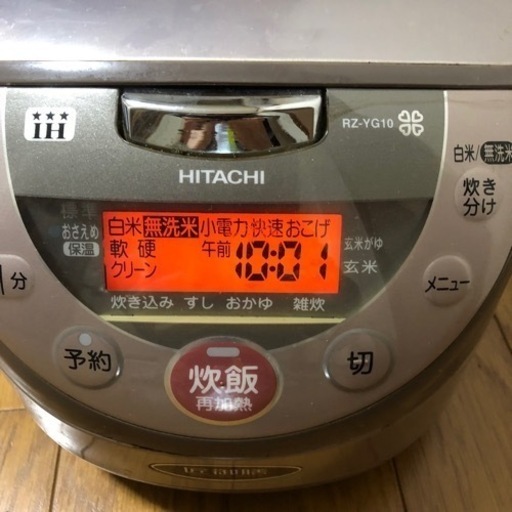 IH
RZ-YG10
HITACHI
白米/無洗米
炊き
分け
標準
おさえめ
保温
白米 無洗米 小電力 快速 おこげ
軟 硬 午前 10:01
クリーン
玄米がゆ
玄米
炊き込み すし おかゆ 雑炊
分
メニュー
予約
炊飯
再加熱
切